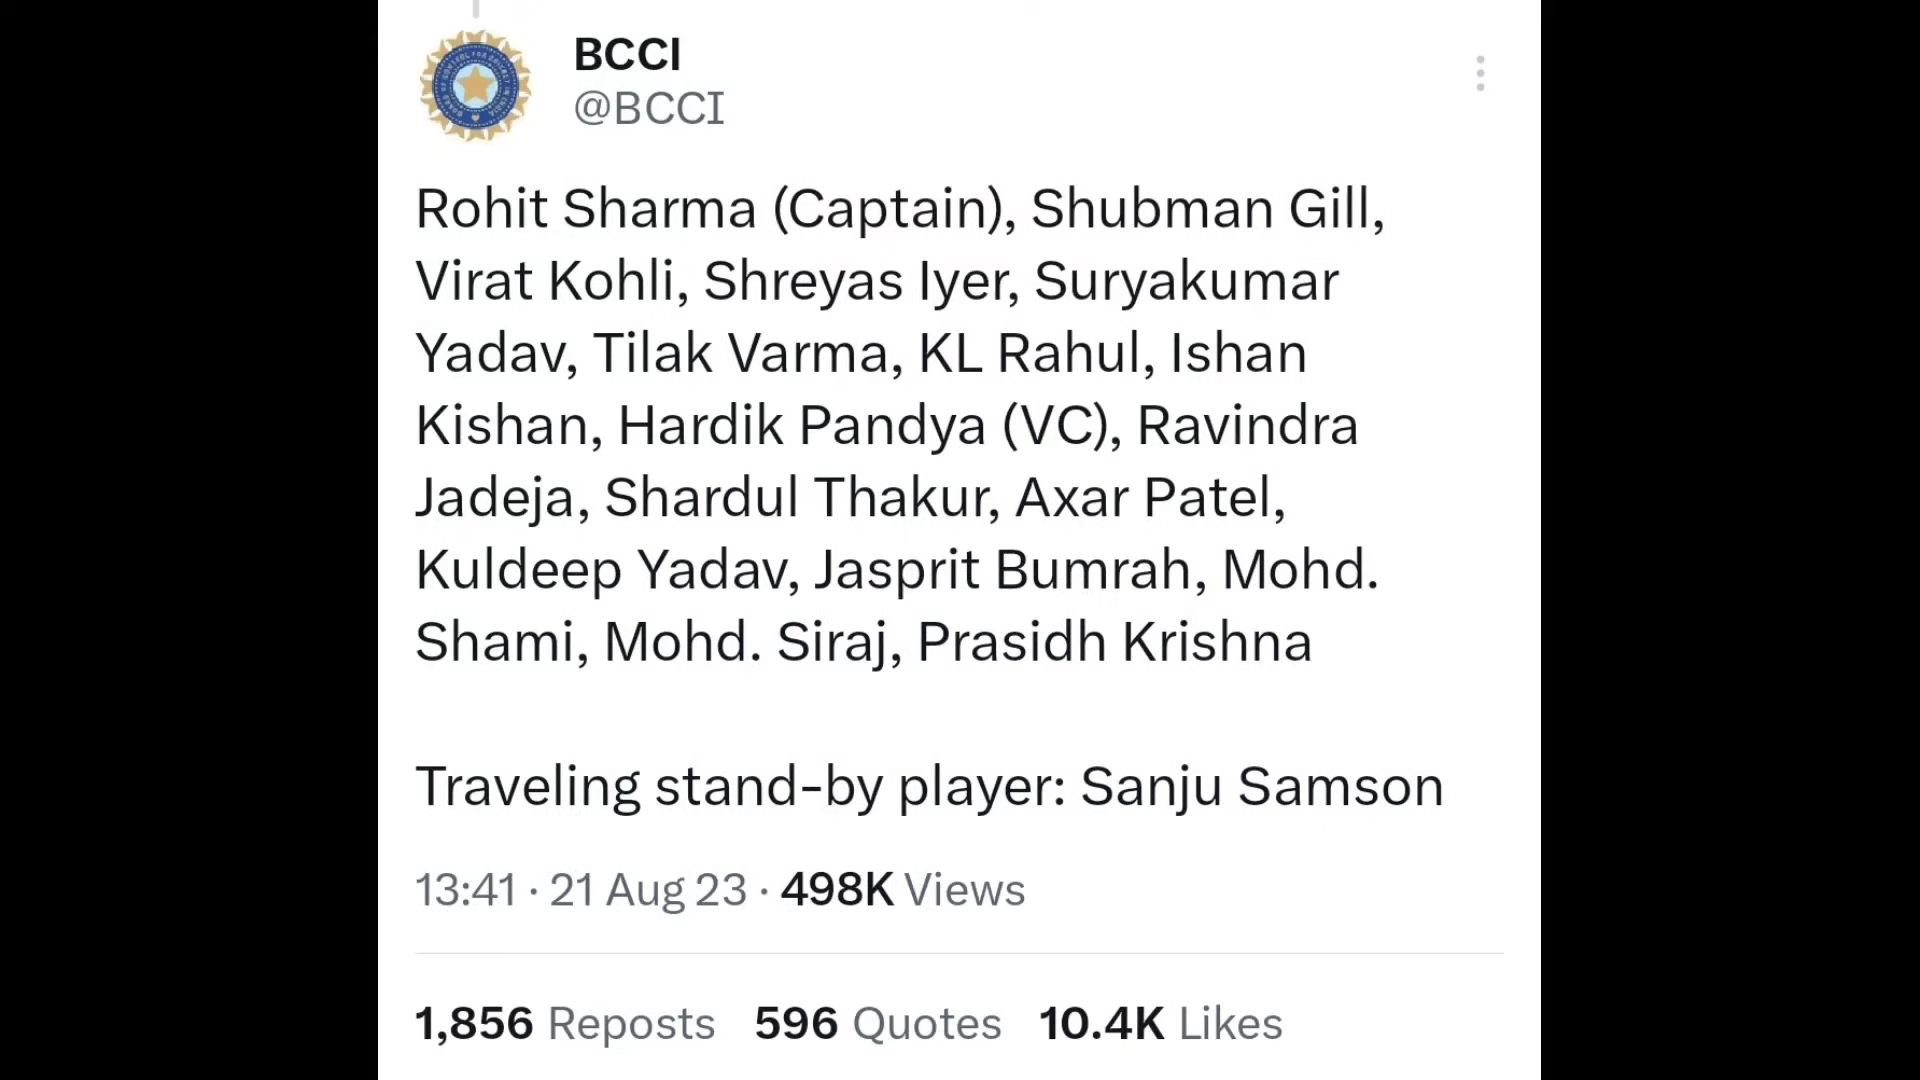 BCCI
@BCCI
Rohit Sharma (Captain), Shubman Gill,
Virat Kohli, Shreyas Iyer, Suryakumar
Yadav, Tilak Varma, KL Rahul, Ishan
Kishan, Hardik Pandya (VC), Ravindra
Jadeja, Shardul Thakur, Axar Patel,
Kuldeep Yadav, Jasprit Bumrah, Mohd.
Shami, Mohd. Siraj, Prasidh Krishna
Traveling stand-by player: Sanju Samson
13:41 · 21 Aug 23 · 498K Views
1,856 Reposts 596 Quotes 10.4K Likes